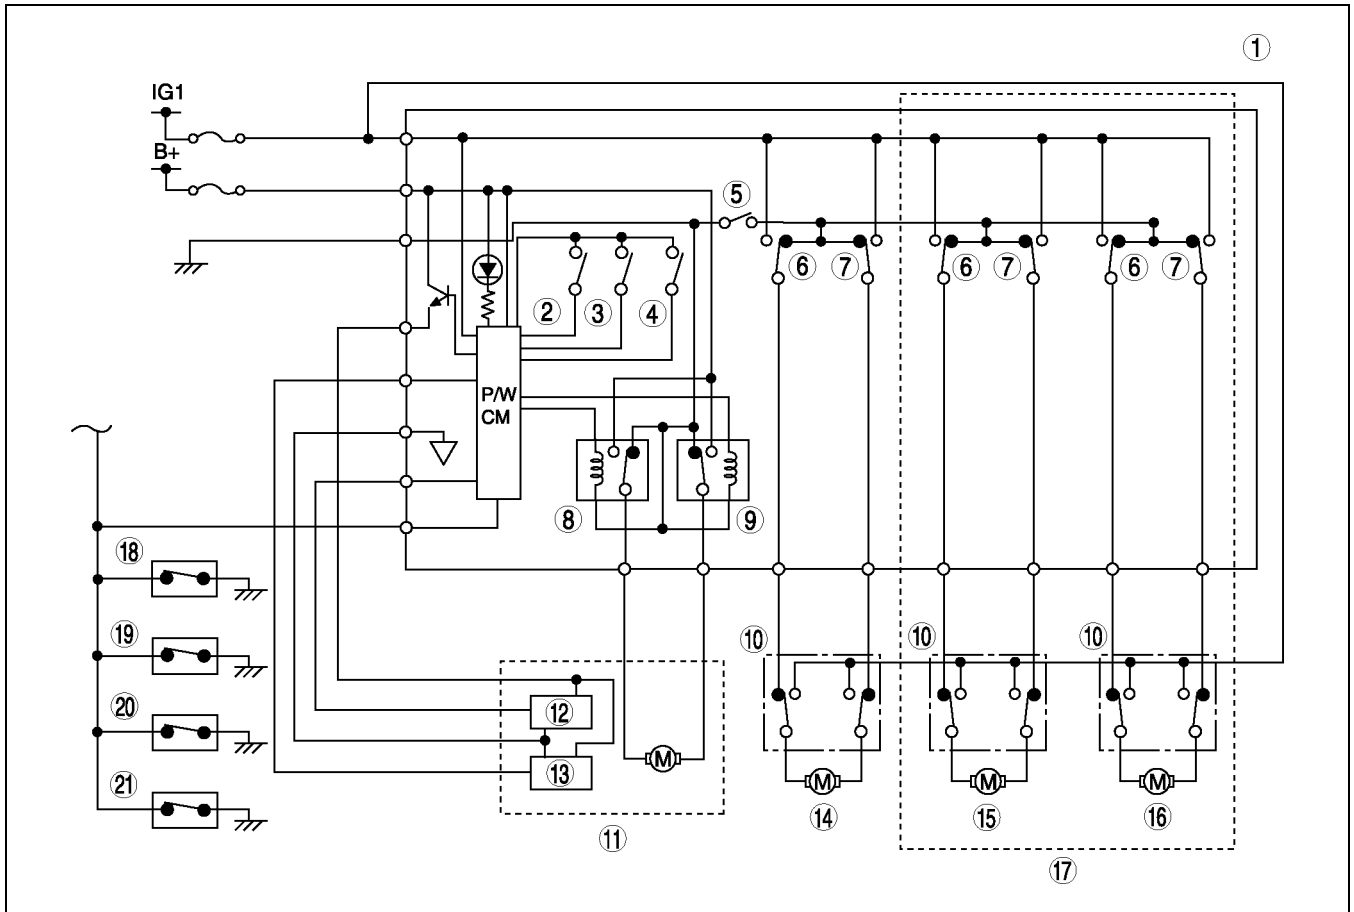 ①
IG1
B+
⑤
⑥ ⑦ ⑥ ⑦ ⑥ ⑦
② ③ ④
P/W
CM
⑧ ⑨
⑱
⑲
⑩ ⑩ ⑩
⑳
⑫
㉑
⑬ M
M M M
⑭ ⑮ ⑯
⑪
⑰